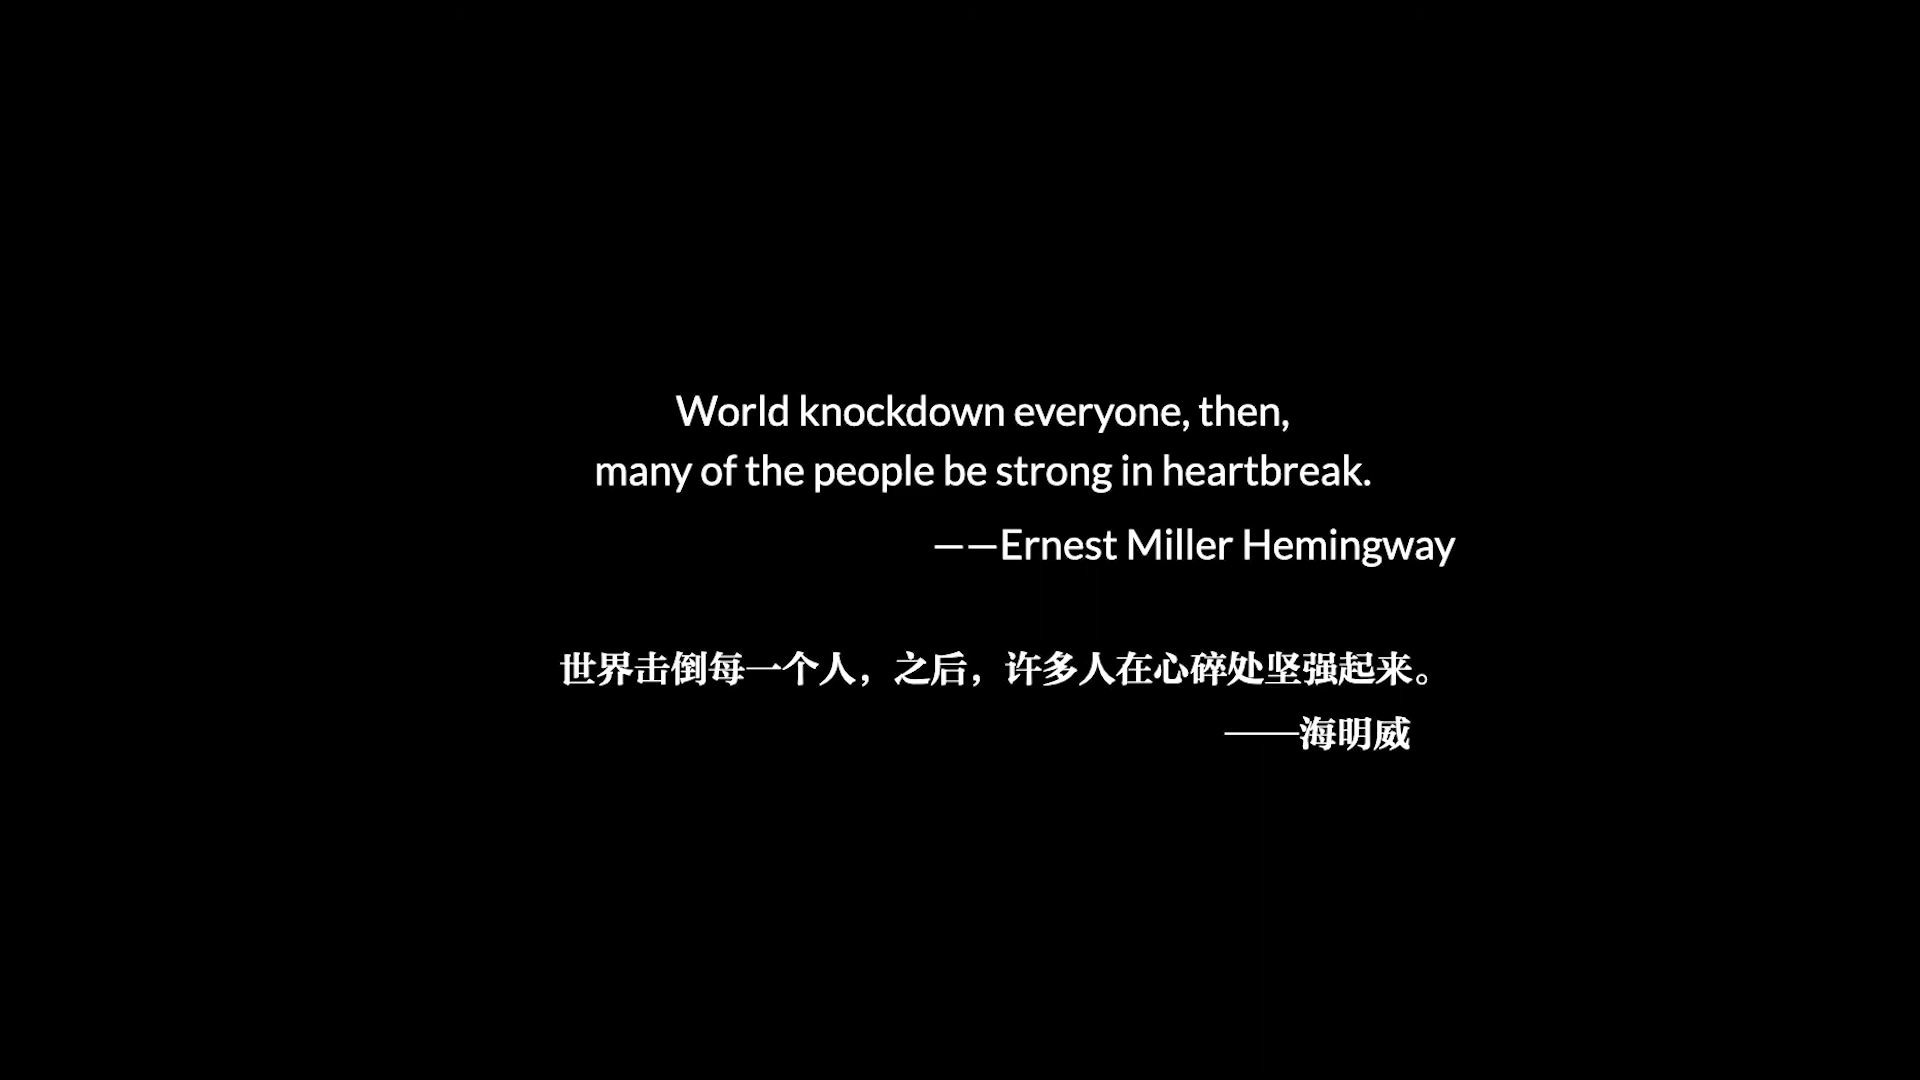 World knockdown everyone, then,
many of the people be strong in heartbreak.
——Ernest Miller Hemingway
世界击倒每一个人，之后，许多人在心碎处坚强起来。
——海明威